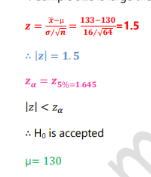 z = x̄−μ / σ/√n = 133−130 / 16/√64 = 1.5
∴ |z| = 1.5
zα = z5%=1.645
|z| < zα
∴ H₀ is accepted
μ= 130